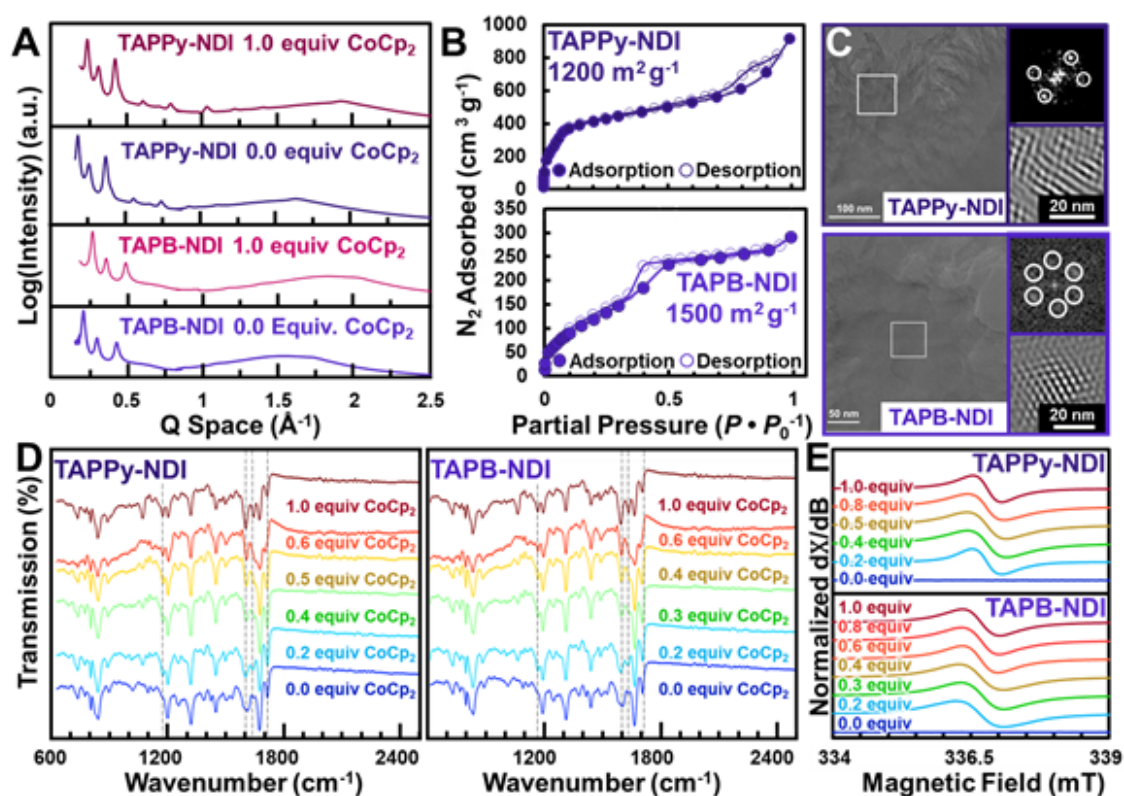 A
TAPPy-NDI 1.0 equiv CoCp₂
TAPPy-NDI 0.0 equiv CoCp₂
TAPB-NDI 1.0 equiv CoCp₂
TAPB-NDI 0.0 Equiv. CoCp₂
Log(Intensity) (a.u.)
0 0.5 1 1.5 2 2.5
Q Space (Å⁻¹)
B
TAPPy-NDI
1200 m² g⁻¹
1000
800
600
400
200
0
Adsorption Desorption
N₂ Adsorbed (cm³ g⁻¹)
350
300
250
200
150
100
50
0
TAPB-NDI
1500 m² g⁻¹
Adsorption Desorption
0 0.5 1
Partial Pressure (P • P₀⁻¹)
C
100 nm
TAPPy-NDI
20 nm
50 nm
TAPB-NDI
20 nm
D
TAPPy-NDI
Transmission (%)
1.0 equiv CoCp₂
0.6 equiv CoCp₂
0.5 equiv CoCp₂
0.4 equiv CoCp₂
0.2 equiv CoCp₂
0.0 equiv CoCp₂
600 1200 1800 2400
Wavenumber (cm⁻¹)
TAPB-NDI
1.0 equiv CoCp₂
0.6 equiv CoCp₂
0.4 equiv CoCp₂
0.3 equiv CoCp₂
0.2 equiv CoCp₂
0.0 equiv CoCp₂
1200 1800 2400
Wavenumber (cm⁻¹)
E
TAPPy-NDI
1.0 equiv
0.8 equiv
0.5 equiv
0.4 equiv
0.2 equiv
0.0 equiv
Normalized dX/dB
TAPB-NDI
1.0 equiv
0.8 equiv
0.6 equiv
0.4 equiv
0.3 equiv
0.2 equiv
0.0 equiv
334 336.5 339
Magnetic Field (mT)